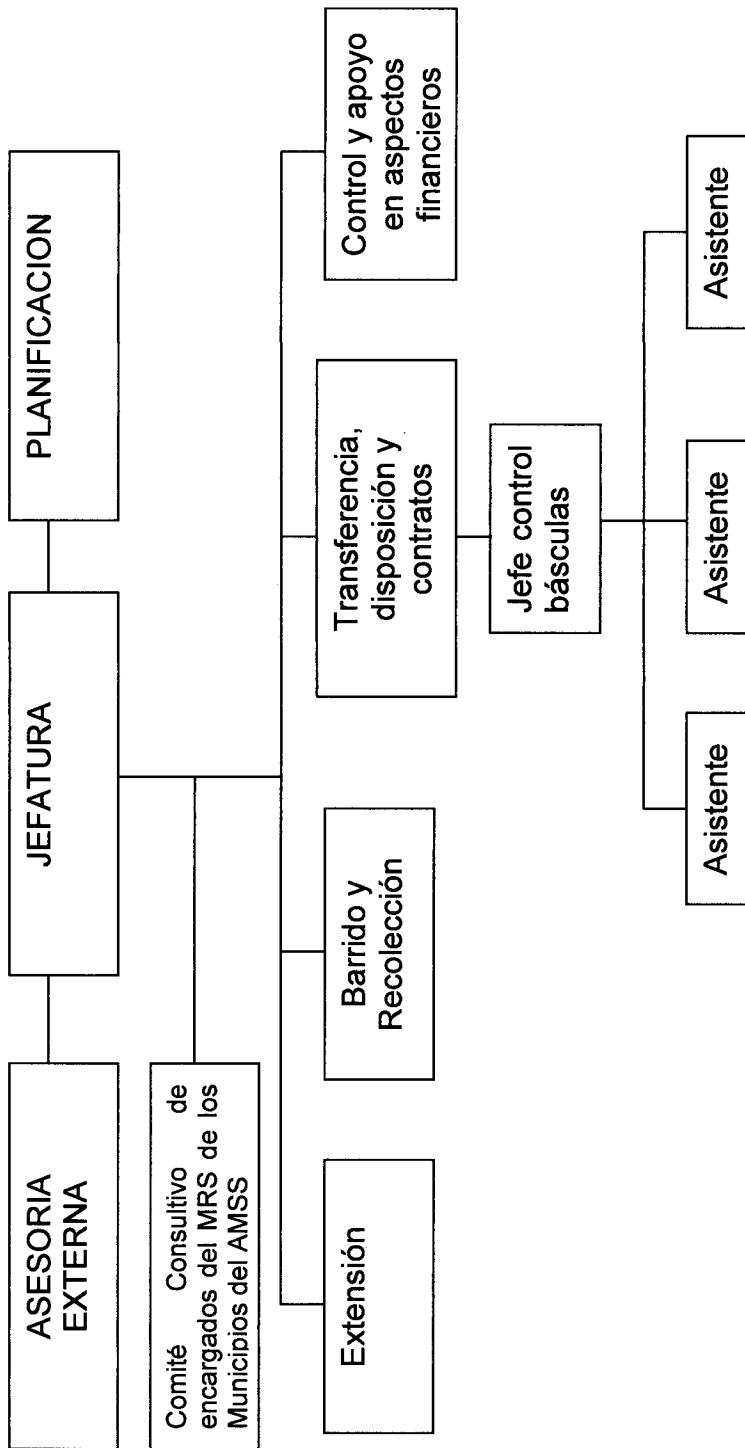 ASESORIA
EXTERNA
JEFATURA
PLANIFICACION
Comité Consultivo de
encargados del MRS de los
Municipios del AMSS
Extensión
Barrido y
Recolección
Transferencia,
disposición y
contratos
Control y apoyo
en aspectos
financieros
Jefe control
básculas
Asistente
Asistente
Asistente